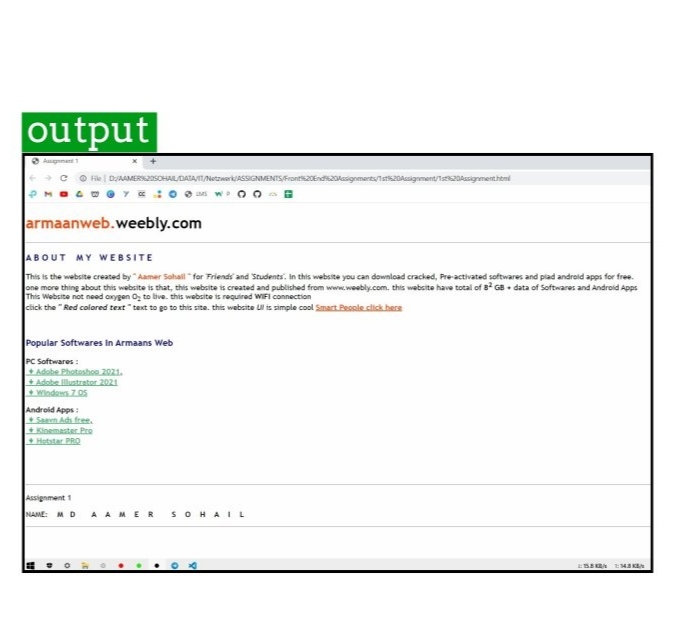 output
Assignment 1
File | D:/AAMER%20SOHAIL/DATA/IT/Netzwerk/ASSIGNMENTS/Front%20End%20Assignments/1st%20Assignment/1st%20Assignment.html
LMS
armaanweb.weebly.com
ABOUT MY WEBSITE
This is the website created by " Aamer Sohail " for 'Friends' and 'Students'. In this website you can download cracked, Pre-activated softwares and piad android apps for free.
one more thing about this website is that, this website is created and published from www.weebly.com. this website have total of 8² GB + data of Softwares and Android Apps
This Website not need oxygen O₂ to live. this website is required WIFI connection
click the " Red colored text " text to go to this site. this website UI is simple cool Smart People click here
Popular Softwares In Armaans Web
PC Softwares :
+ Adobe Photoshop 2021,
+ Adobe Illustrator 2021
+ Windows 7 OS
Android Apps :
+ Saavn Ads free,
+ Kinemaster Pro
+ Hotstar PRO
Assignment 1
NAME: MD AAMER SOHAIL
↓: 15.8 KB/s ↑: 14.8 KB/s